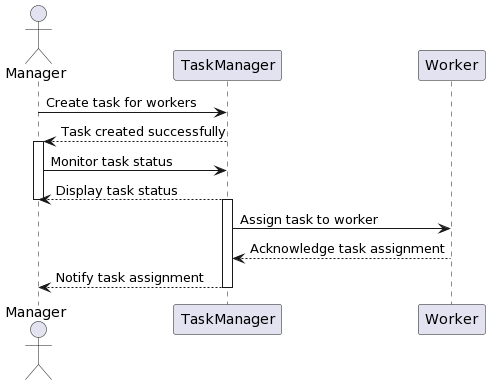 Manager
TaskManager
Worker
Create task for workers
Task created successfully
Monitor task status
Display task status
Assign task to worker
Acknowledge task assignment
Notify task assignment
Manager
TaskManager
Worker